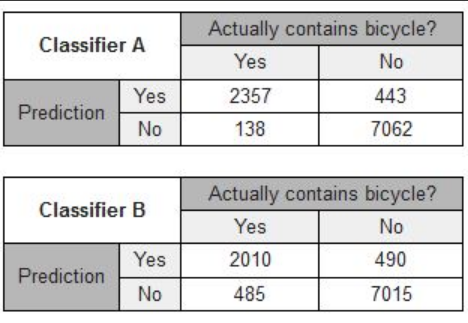 Classifier A
Actually contains bicycle?
Yes No
Prediction
Yes 2357 443
No 138 7062
Classifier B
Actually contains bicycle?
Yes No
Prediction
Yes 2010 490
No 485 7015